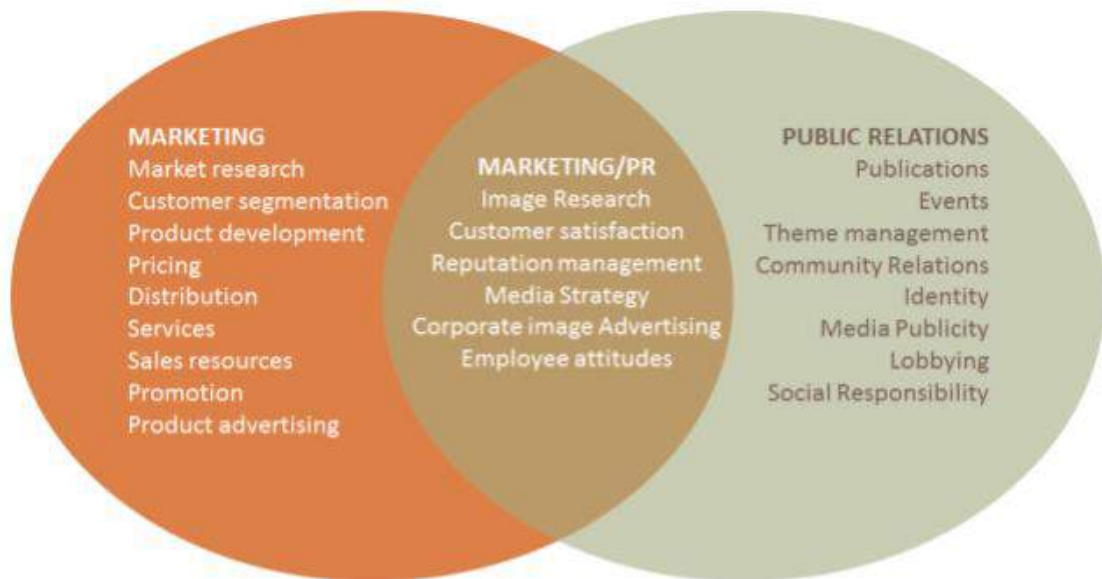 MARKETING
Market research
Customer segmentation
Product development
Pricing
Distribution
Services
Sales resources
Promotion
Product advertising
MARKETING/PR
Image Research
Customer satisfaction
Reputation management
Media Strategy
Corporate image Advertising
Employee attitudes
PUBLIC RELATIONS
Publications
Events
Theme management
Community Relations
Identity
Media Publicity
Lobbying
Social Responsibility